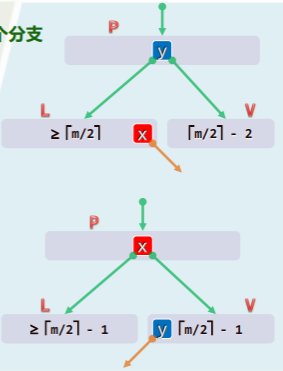 个分支
P
y
L
V
≥⌈m/2⌉
x
⌈m/2⌉ - 2
P
x
L
V
≥⌈m/2⌉ - 1
y
⌈m/2⌉ - 1